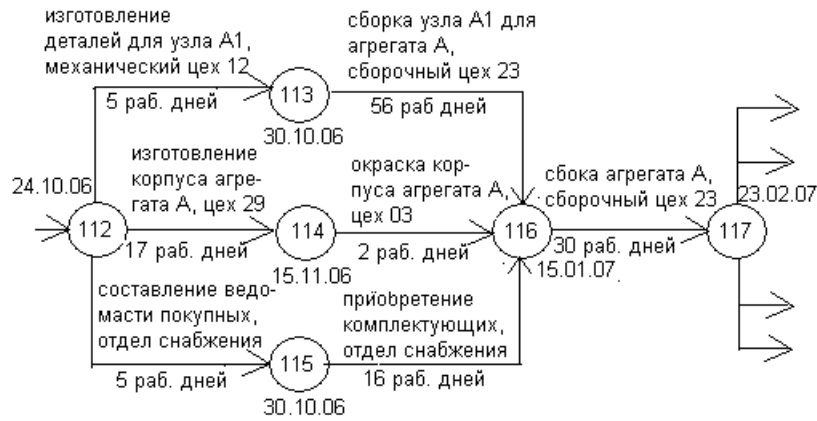 изготовление
деталей для узла А1,
механический цех 12
5 раб. дней
113
30.10.06
сборка узла А1 для
агрегата А,
сборочный цех 23
56 раб дней
24.10.06
112
изготовление
корпуса агре-
гата А, цех 29
17 раб. дней
114
15.11.06
окраска кор-
пуса агрегата А,
цех 03
2 раб. дней
116
15.01.07.
сбока агрегата А,
сборочный цех 23
30 раб. дней
23.02.07
117
составление ведо-
масти покупных,
отдел снабжения
5 раб. дней
115
30.10.06
приобретение
комплектующих,
отдел снабжения
16 раб. дней